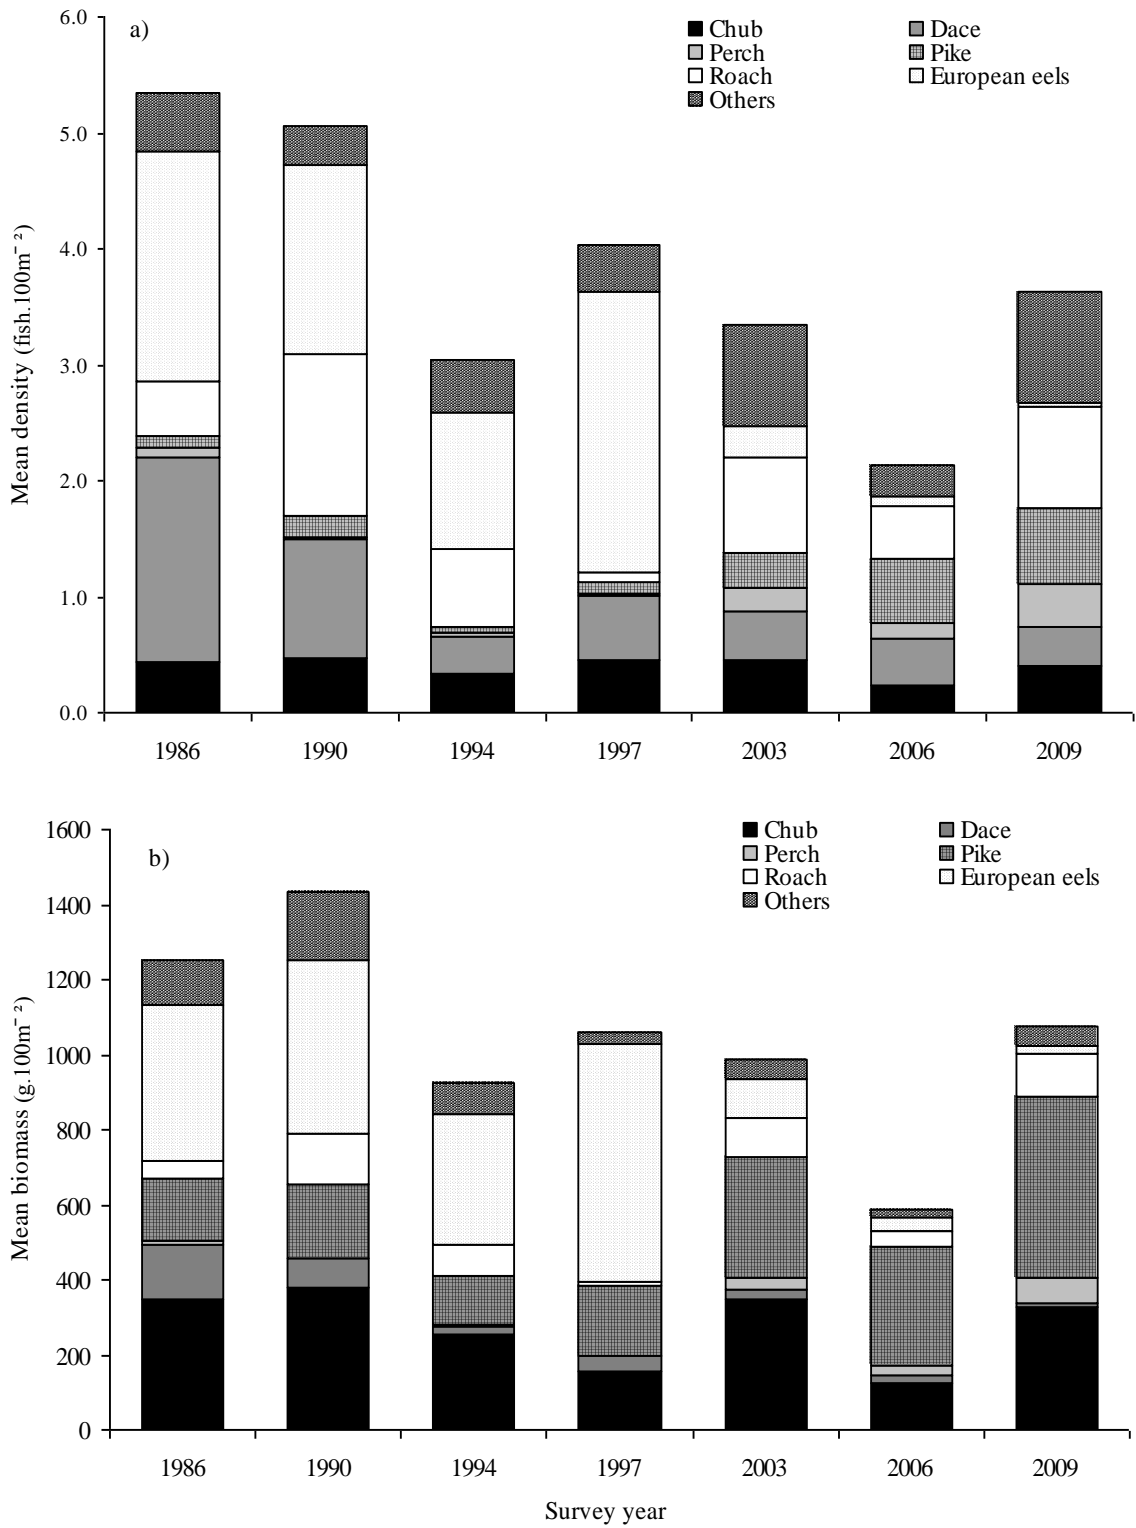 a)
Chub
Dace
Perch
Pike
Roach
European eels
Others
6.0
5.0
4.0
3.0
2.0
1.0
0.0
Mean density (fish.100m⁻²)
1986 1990 1994 1997 2003 2006 2009
b)
Chub
Dace
Perch
Pike
Roach
European eels
Others
1600
1400
1200
1000
800
600
400
200
0
Mean biomass (g.100m⁻²)
1986 1990 1994 1997 2003 2006 2009
Survey year